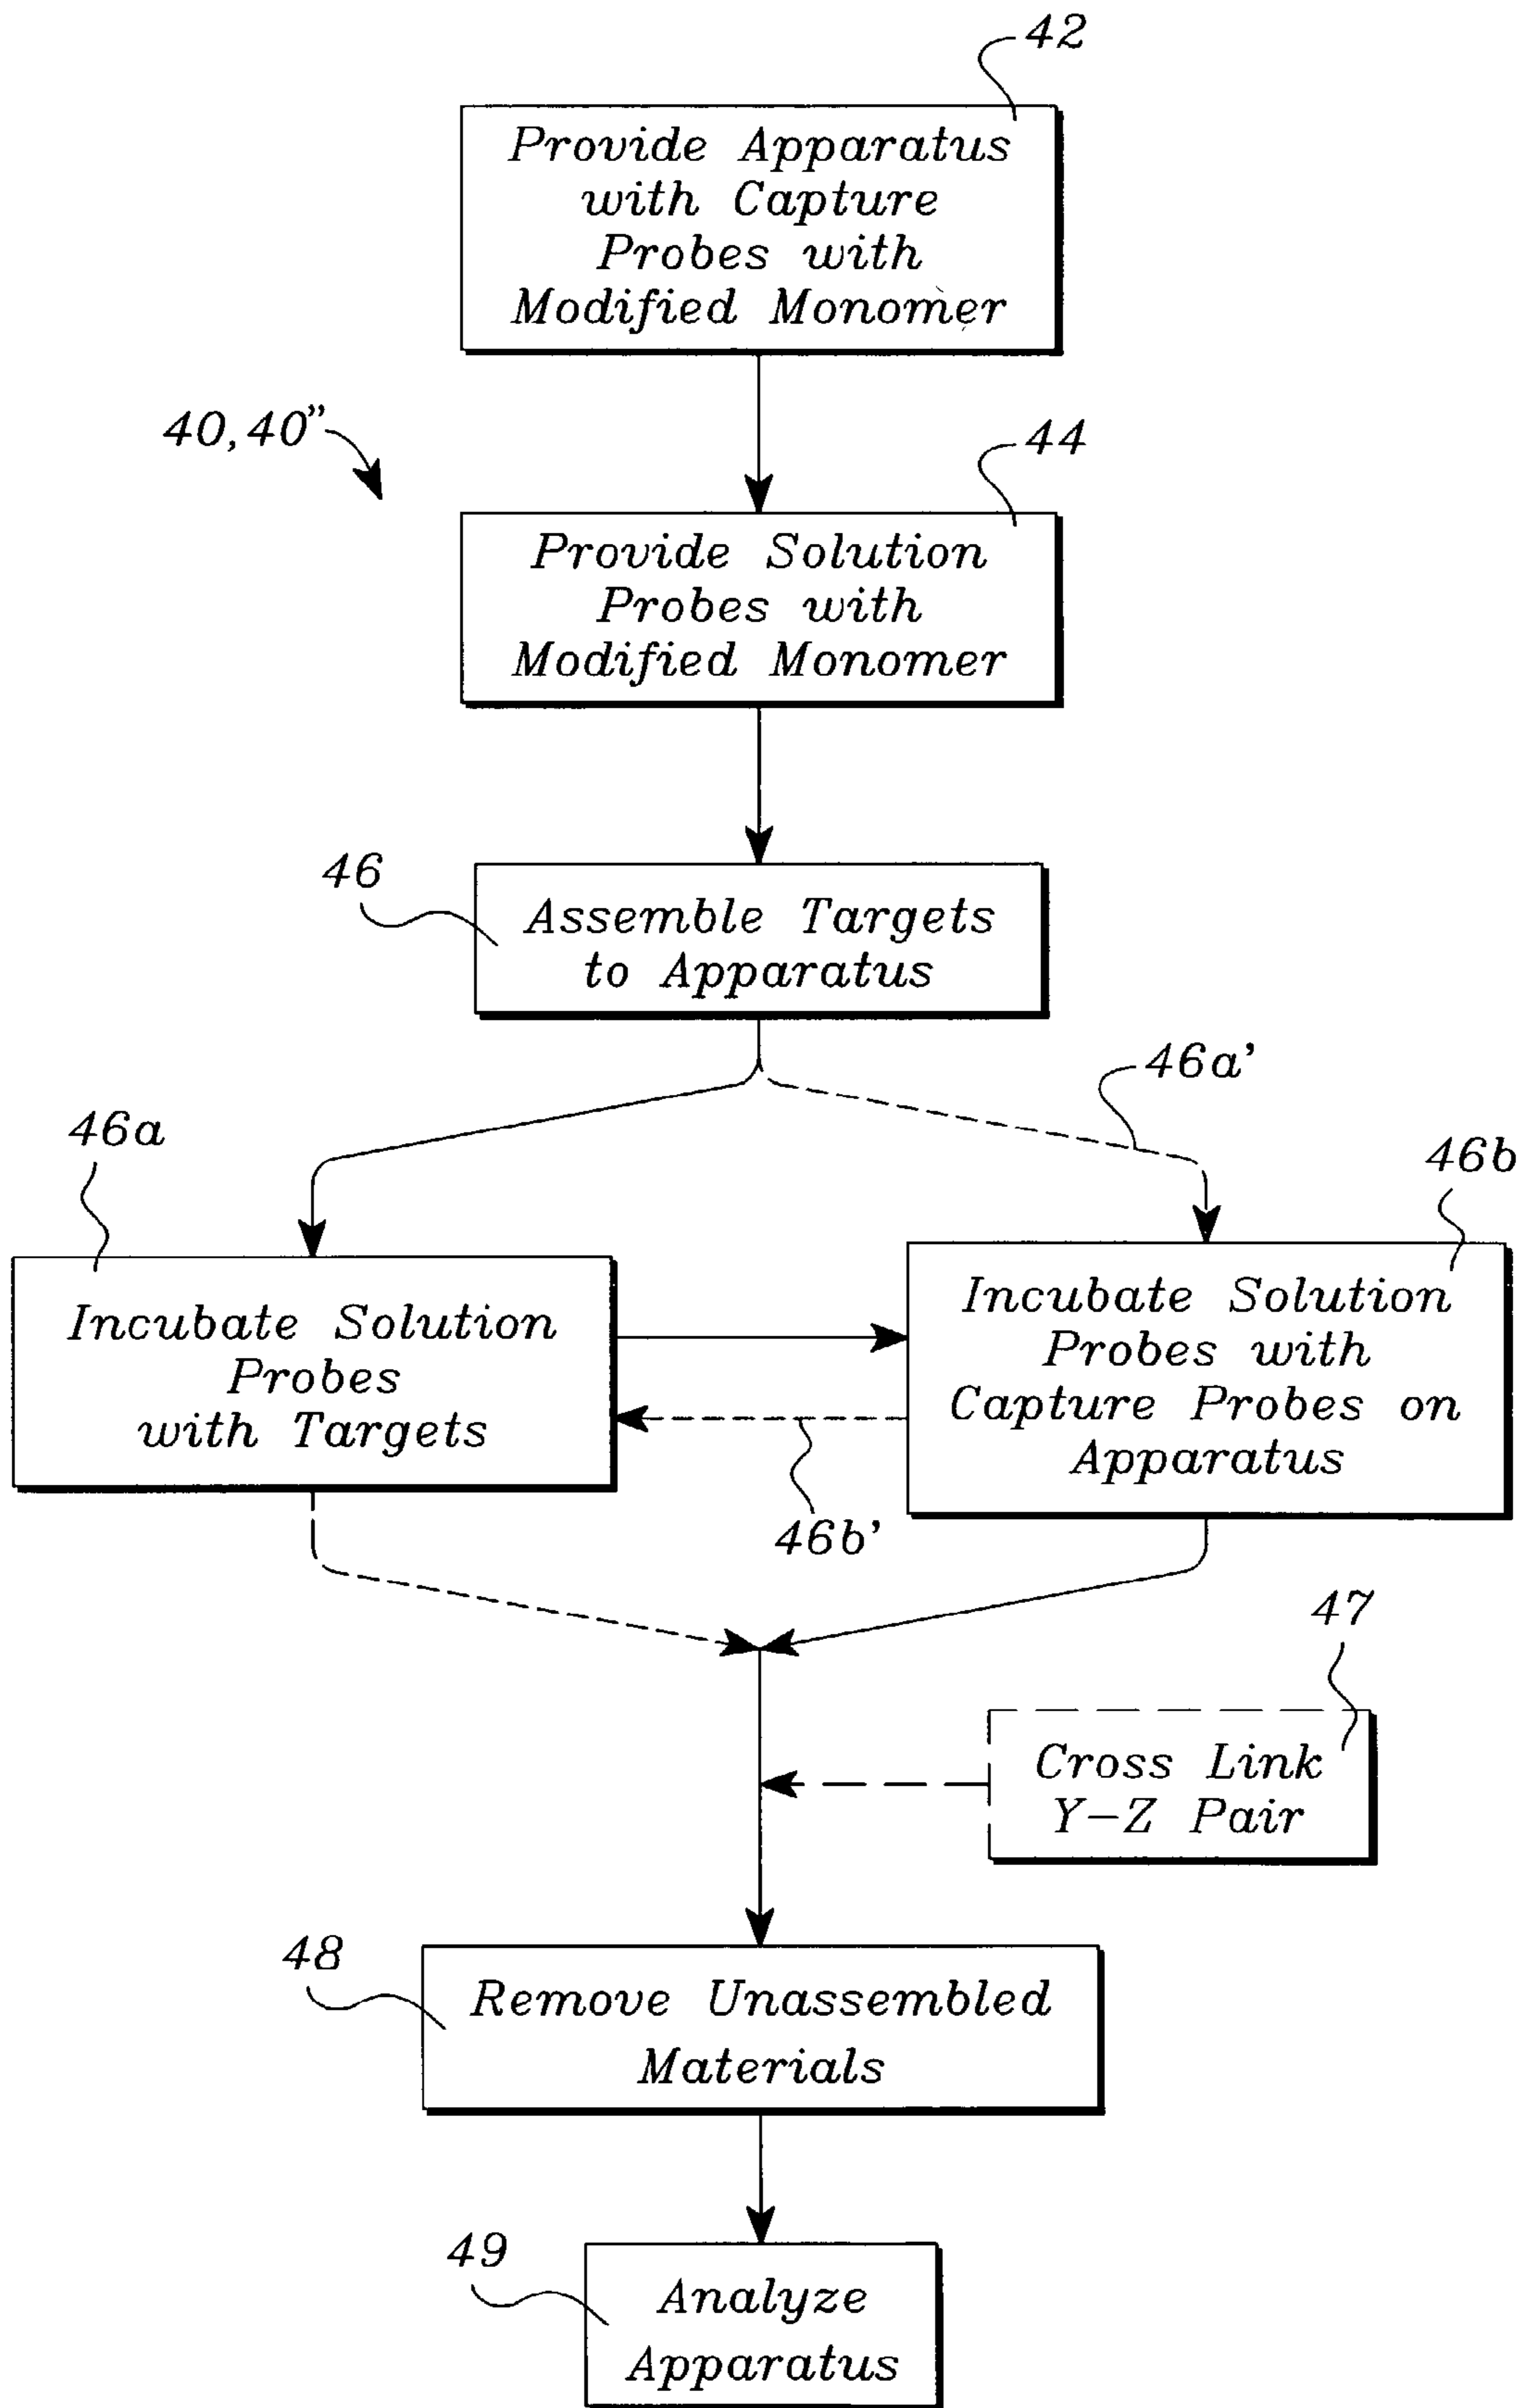 42
Provide Apparatus
with Capture
Probes with
Modified Monomer
40,40”
44
Provide Solution
Probes with
Modified Monomer
46
Assemble Targets
to Apparatus
46a’
46a
46b
Incubate Solution
Probes
with Targets
Incubate Solution
Probes with
Capture Probes on
Apparatus
46b’
47
Cross Link
Y-Z Pair
48
Remove Unassembled
Materials
49
Analyze
Apparatus